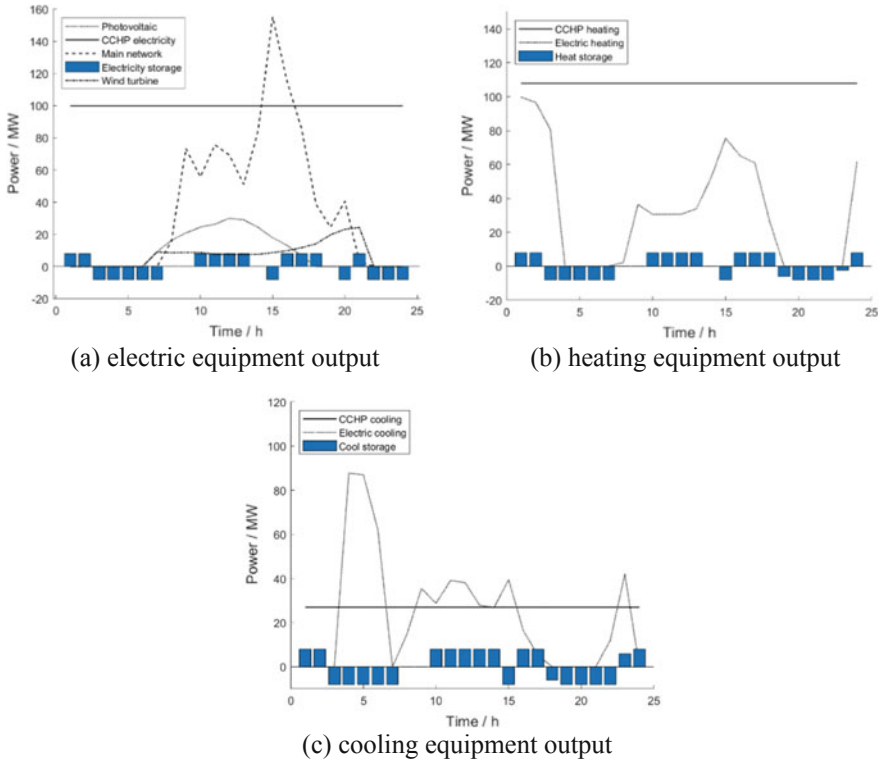 160
140
120
100
80
60
40
20
0
-20
Power / MW
Photovoltaic
CCHP electricity
Main network
Electricity storage
Wind turbine
0 5 10 15 20 25
Time / h
(a) electric equipment output
140
120
100
80
60
40
20
0
-20
Power / MW
CCHP heating
Electric heating
Heat storage
0 5 10 15 20 25
Time / h
(b) heating equipment output
120
100
80
60
40
20
0
Power / MW
CCHP cooling
Electric cooling
Cool storage
0 5 10 15 20 25
Time / h
(c) cooling equipment output